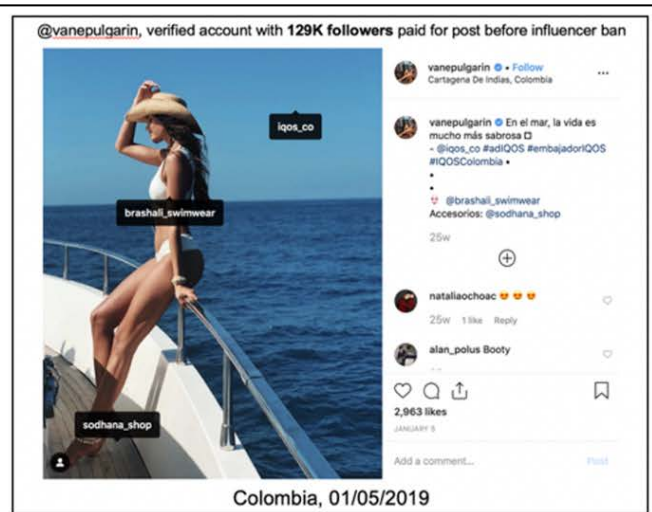 @vanepulgarin, verified account with 129K followers paid for post before influencer ban
iqos_co
brashali_swimwear
sodhana_shop
vanepulgarin • Follow
Cartagena De Indias, Colombia
vanepulgarin En el mar, la vida es
mucho más sabrosa
- @iqos_co #adIQOS #embajadorIQOS
#IQOSColombia •
•
•
@brashali_swimwear
Accesorios: @sodhana_shop
25w
nataliaochoac
25w 1 like Reply
alan_polus Booty
2,963 likes
JANUARY 5
Add a comment...
Post
Colombia, 01/05/2019